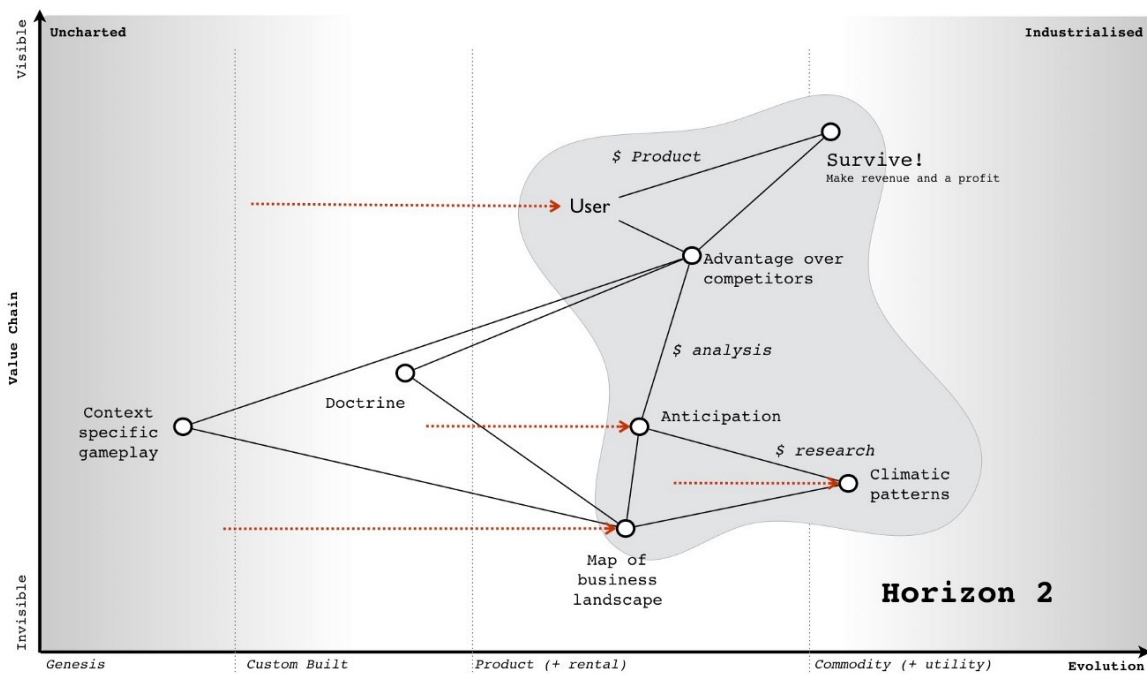 Visible
Uncharted
Industrialised
$ Product
Survive!
Make revenue and a profit
User
Advantage over
competitors
Value Chain
$ analysis
Doctrine
Context
specific
gameplay
Anticipation
$ research
Climatic
patterns
Map of
business
landscape
Horizon 2
Invisible
Genesis
Custom Built
Product (+ rental)
Commodity (+ utility)
Evolution